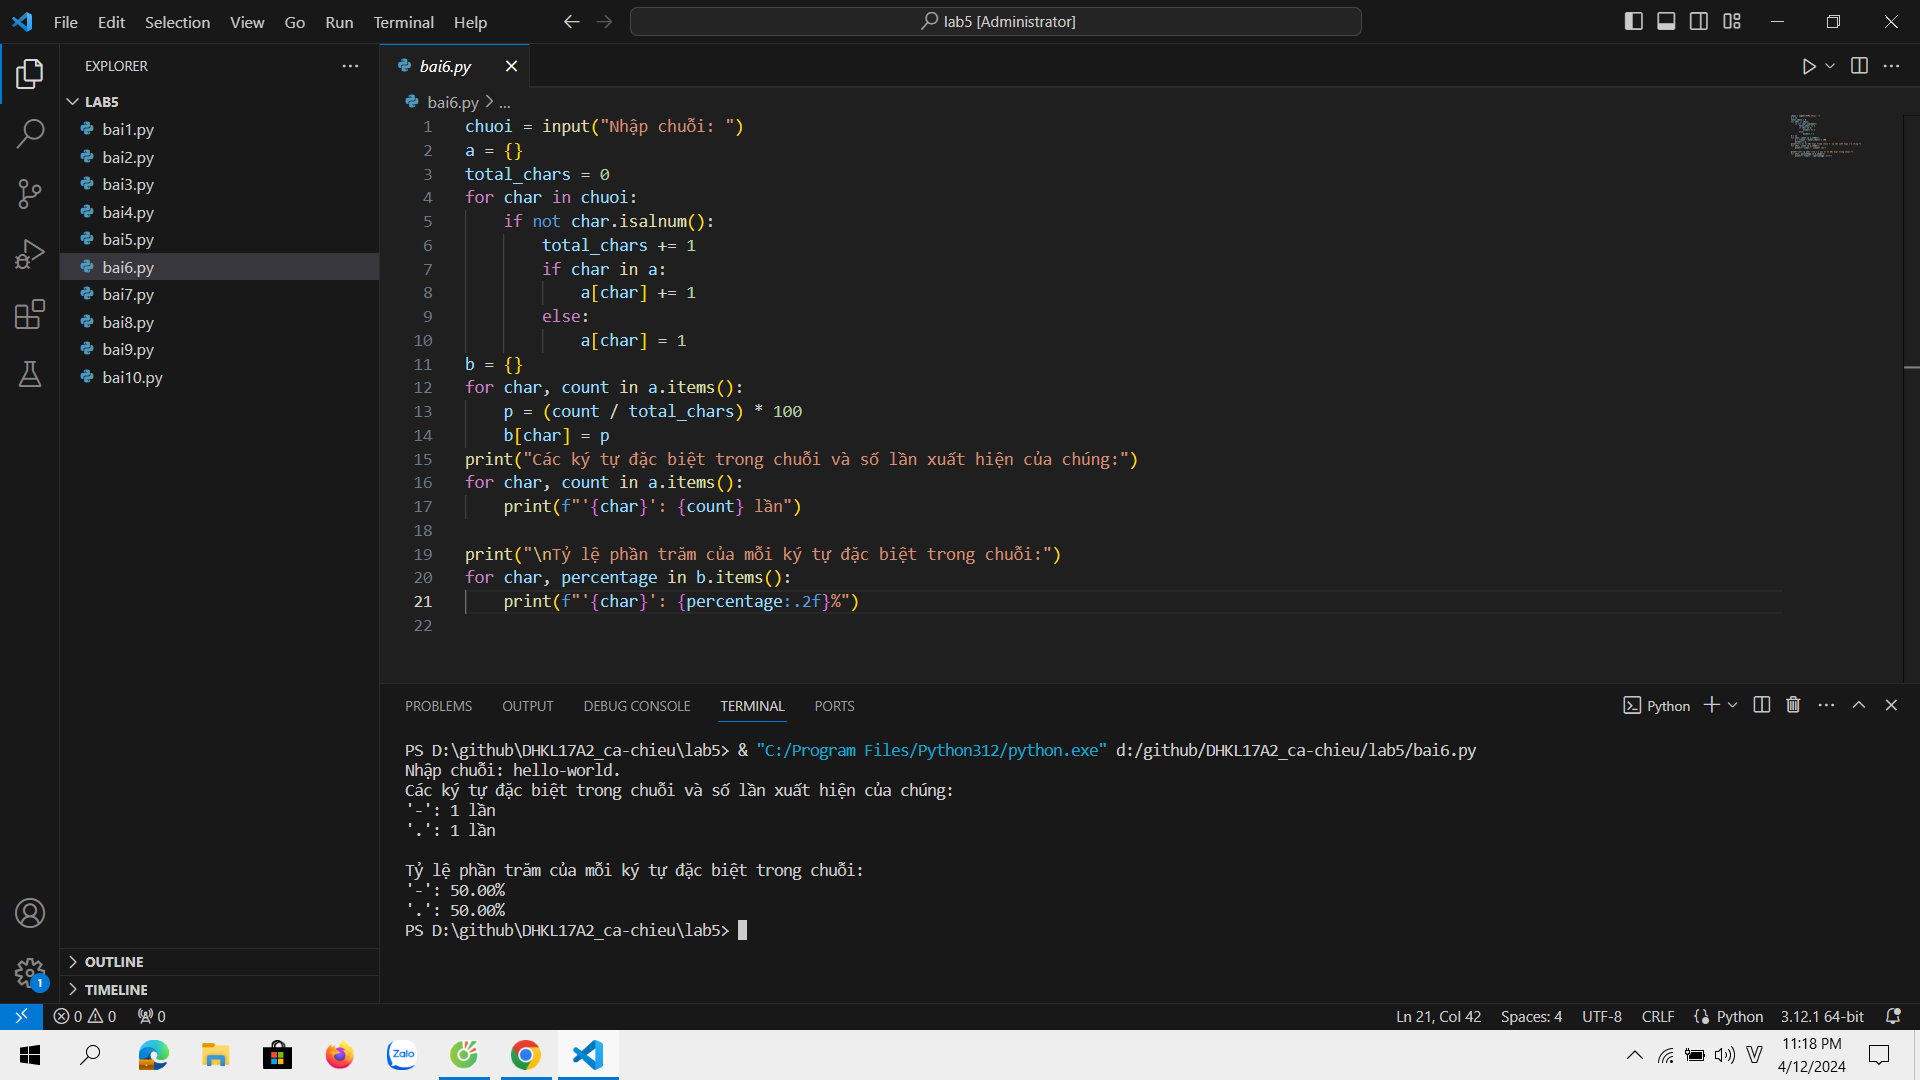 File Edit Selection View Go Run Terminal Help
lab5 [Administrator]
EXPLORER
LAB5
bai1.py
bai2.py
bai3.py
bai4.py
bai5.py
bai6.py
bai7.py
bai8.py
bai9.py
bai10.py
OUTLINE
TIMELINE
bai6.py
bai6.py > ...
1 chuoi = input("Nhập chuỗi: ")
2 a = {}
3 total_chars = 0
4 for char in chuoi:
5     if not char.isalnum():
6         total_chars += 1
7         if char in a:
8             a[char] += 1
9         else:
10             a[char] = 1
11 b = {}
12 for char, count in a.items():
13     p = (count / total_chars) * 100
14     b[char] = p
15 print("Các ký tự đặc biệt trong chuỗi và số lần xuất hiện của chúng:")
16 for char, count in a.items():
17     print(f"'{char}': {count} lần")
18
19 print("\nTỷ lệ phần trăm của mỗi ký tự đặc biệt trong chuỗi:")
20 for char, percentage in b.items():
21     print(f"'{char}': {percentage:.2f}%")
22
PROBLEMS OUTPUT DEBUG CONSOLE TERMINAL PORTS
Python
PS D:\github\DHKL17A2_ca-chieu\lab5> & "C:/Program Files/Python312/python.exe" d:/github/DHKL17A2_ca-chieu/lab5/bai6.py
Nhập chuỗi: hello-world.
Các ký tự đặc biệt trong chuỗi và số lần xuất hiện của chúng:
'-': 1 lần
'.': 1 lần
Tỷ lệ phần trăm của mỗi ký tự đặc biệt trong chuỗi:
'-': 50.00%
'.': 50.00%
PS D:\github\DHKL17A2_ca-chieu\lab5>
1
0 0 0
Ln 21, Col 42 Spaces: 4 UTF-8 CRLF Python 3.12.1 64-bit
Zalo
V
11:18 PM
4/12/2024